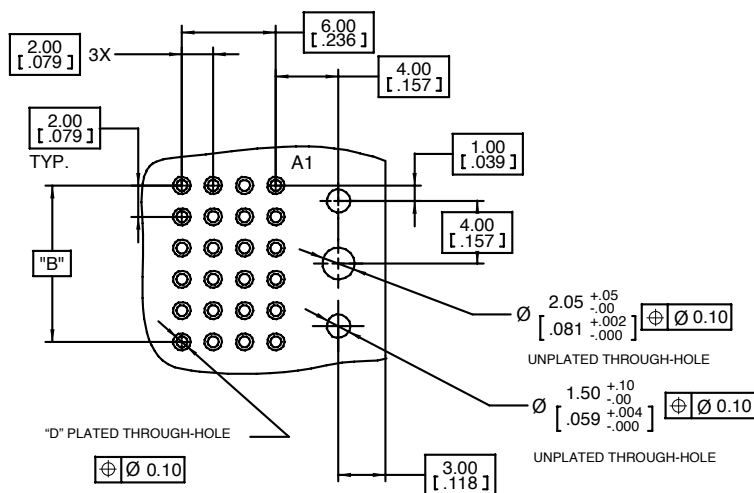 6.00
[.236]
2.00
[.079]
3X
4.00
[.157]
2.00
[.079]
TYP.
A1
1.00
[.039]
4.00
[.157]
"B"
Ø 2.05 +.05 -.00
[.081 +.002 -.000]
⌖ Ø 0.10
UNPLATED THROUGH-HOLE
Ø 1.50 +.10 -.00
[.059 +.004 -.000]
⌖ Ø 0.10
UNPLATED THROUGH-HOLE
"D" PLATED THROUGH-HOLE
⌖ Ø 0.10
3.00
[.118]